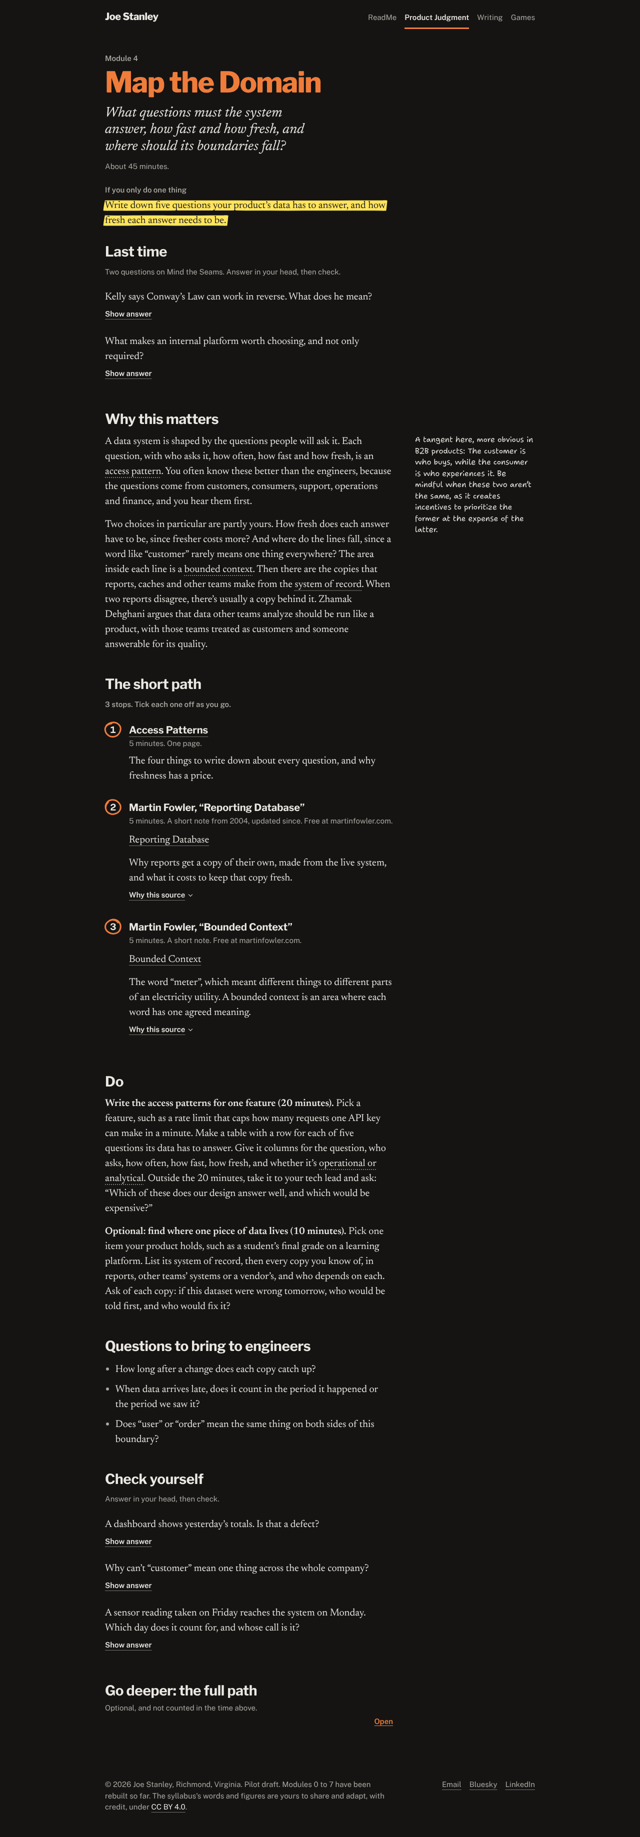 Joe Stanley
ReadMe Product Judgment Writing Games
Module 4
Map the Domain
What questions must the system
answer, how fast and how fresh, and
where should its boundaries fall?
About 45 minutes.
If you only do one thing
Write down five questions your product’s data has to answer, and how
fresh each answer needs to be.
Last time
Two questions on Mind the Seams. Answer in your head, then check.
Kelly says Conway’s Law can work in reverse. What does he mean?
Show answer
What makes an internal platform worth choosing, and not only
required?
Show answer
Why this matters
A data system is shaped by the questions people will ask it. Each
question, with who asks it, how often, how fast and how fresh, is an
access pattern. You often know these better than the engineers, because
the questions come from customers, consumers, support, operations
and finance, and you hear them first.
A tangent here, more obvious in
B2B products: The customer is
who buys, while the consumer
is who experiences it. Be
mindful when these two aren’t
the same, as it creates
incentives to prioritize the
former at the expense of the
latter.
Two choices in particular are partly yours. How fresh does each answer
have to be, since fresher costs more? And where do the lines fall, since a
word like “customer” rarely means one thing everywhere? The area
inside each line is a bounded context. Then there are the copies that
reports, caches and other teams make from the system of record. When
two reports disagree, there’s usually a copy behind it. Zhamak
Dehghani argues that data other teams analyze should be run like a
product, with those teams treated as customers and someone
answerable for its quality.
The short path
3 stops. Tick each one off as you go.
1 Access Patterns
5 minutes. One page.
The four things to write down about every question, and why
freshness has a price.
2 Martin Fowler, “Reporting Database”
5 minutes. A short note from 2004, updated since. Free at martinfowler.com.
Reporting Database
Why reports get a copy of their own, made from the live system,
and what it costs to keep that copy fresh.
Why this source
3 Martin Fowler, “Bounded Context”
5 minutes. A short note. Free at martinfowler.com.
Bounded Context
The word “meter”, which meant different things to different parts
of an electricity utility. A bounded context is an area where each
word has one agreed meaning.
Why this source
Do
Write the access patterns for one feature (20 minutes). Pick a
feature, such as a rate limit that caps how many requests one API key
can make in a minute. Make a table with a row for each of five
questions its data has to answer. Give it columns for the question, who
asks, how often, how fast, how fresh, and whether it’s operational or
analytical. Outside the 20 minutes, take it to your tech lead and ask:
“Which of these does our design answer well, and which would be
expensive?”
Optional: find where one piece of data lives (10 minutes). Pick one
item your product holds, such as a student’s final grade on a learning
platform. List its system of record, then every copy you know of, in
reports, other teams’ systems or a vendor’s, and who depends on each.
Ask of each copy: if this dataset were wrong tomorrow, who would be
told first, and who would fix it?
Questions to bring to engineers
• How long after a change does each copy catch up?
• When data arrives late, does it count in the period it happened or
the period we saw it?
• Does “user” or “order” mean the same thing on both sides of this
boundary?
Check yourself
Answer in your head, then check.
A dashboard shows yesterday’s totals. Is that a defect?
Show answer
Why can’t “customer” mean one thing across the whole company?
Show answer
A sensor reading taken on Friday reaches the system on Monday.
Which day does it count for, and whose call is it?
Show answer
Go deeper: the full path
Optional, and not counted in the time above.
Open
© 2026 Joe Stanley, Richmond, Virginia. Pilot draft. Modules 0 to 7 have been
rebuilt so far. The syllabus’s words and figures are yours to share and adapt, with
credit, under CC BY 4.0.
Email Bluesky LinkedIn